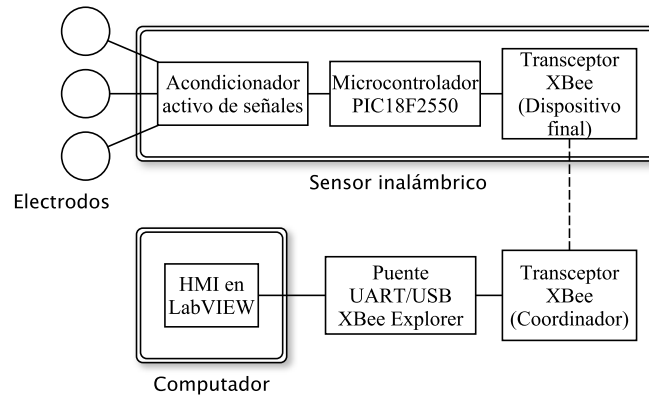 Acondicionador
activo de señales
Microcontrolador
PIC18F2550
Transceptor
XBee
(Dispositivo
final)
Electrodos
Sensor inalámbrico
HMI en
LabVIEW
Puente
UART/USB
XBee Explorer
Transceptor
XBee
(Coordinador)
Computador